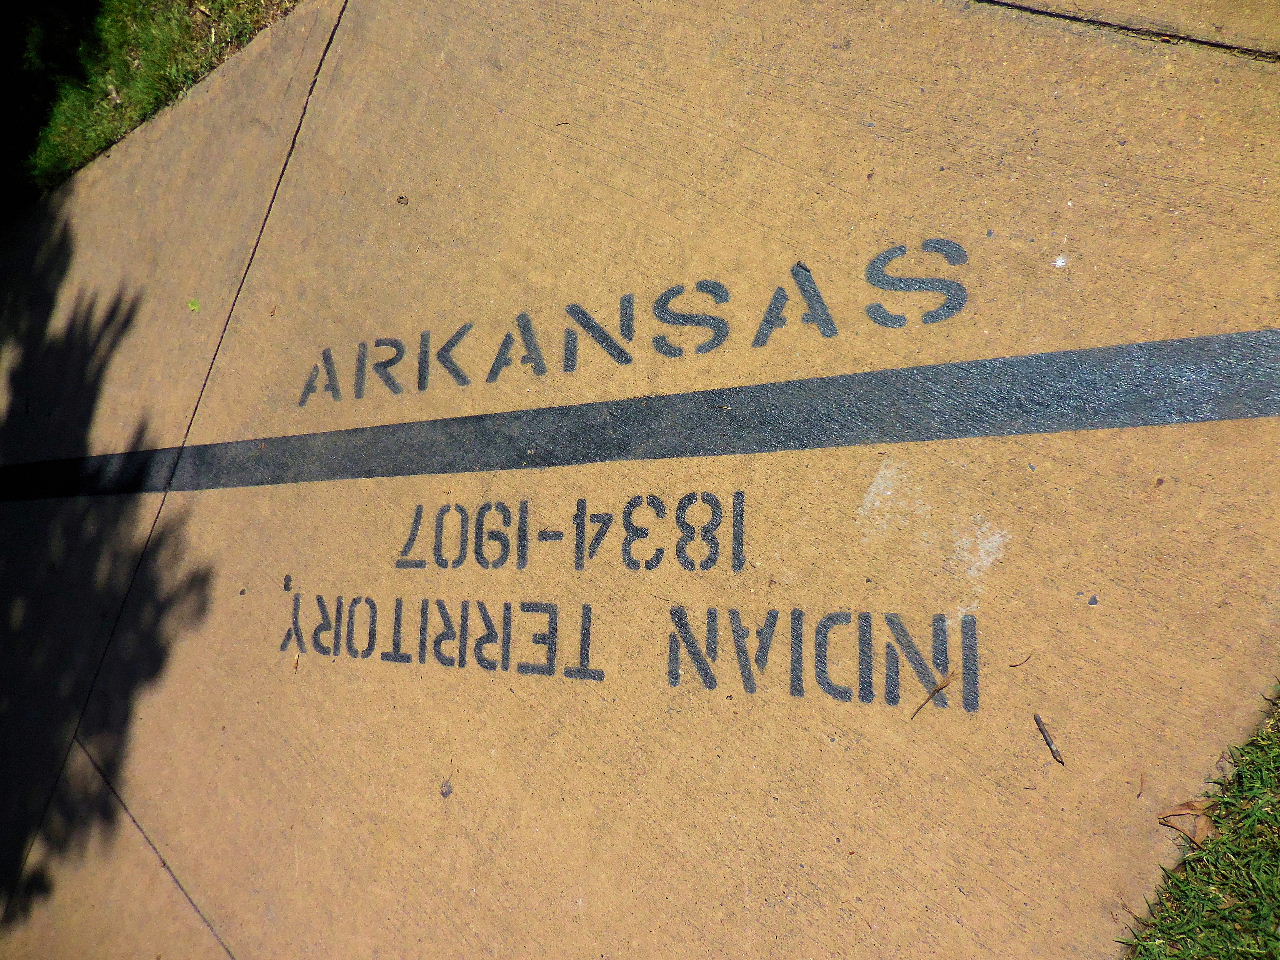 ARKANSAS
INDIAN TERRITORY,
1834-1907